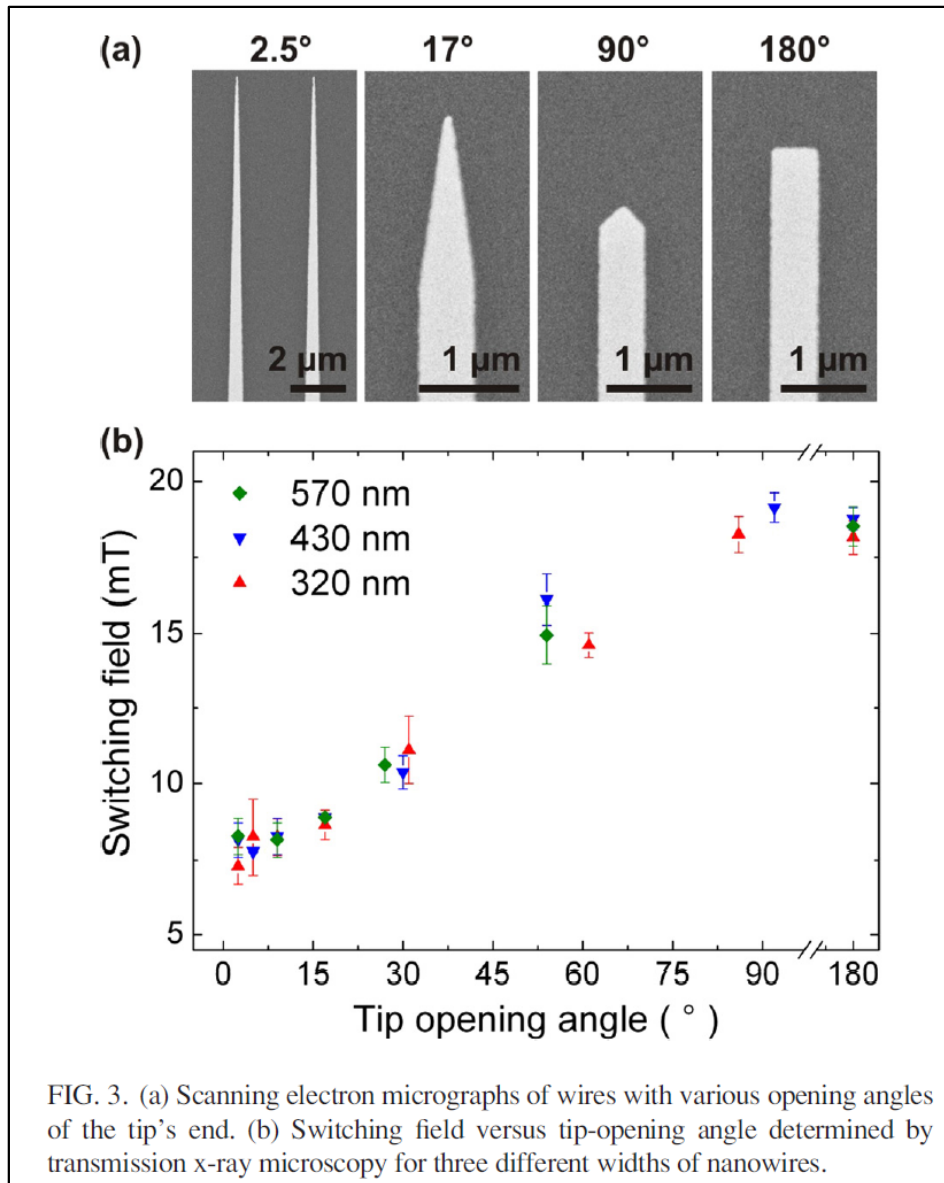 (a) 2.5° 17° 90° 180°
2 μm 1 μm 1 μm 1 μm
(b)
20
15
10
5
Switching field (mT)
570 nm
430 nm
320 nm
0 15 30 45 60 75 90 180
Tip opening angle ( ° )
FIG. 3. (a) Scanning electron micrographs of wires with various opening angles
of the tip's end. (b) Switching field versus tip-opening angle determined by
transmission x-ray microscopy for three different widths of nanowires.